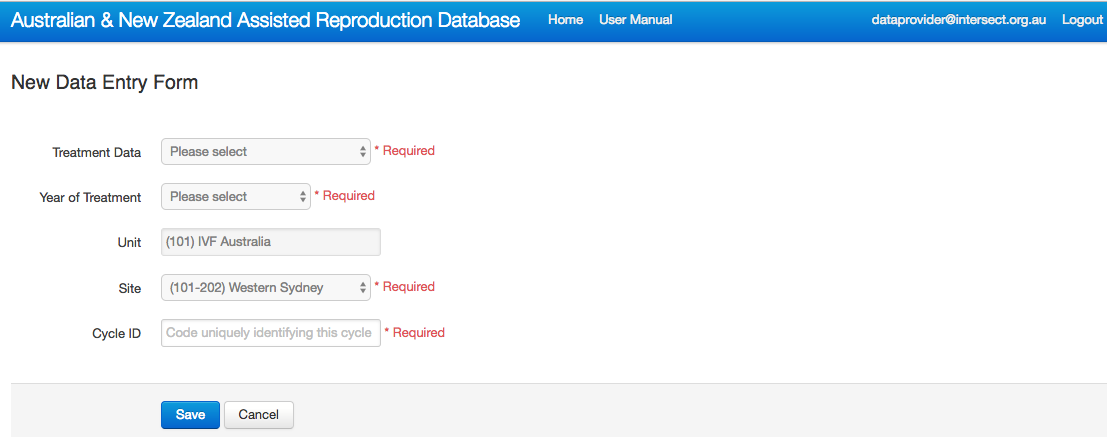 Australian & New Zealand Assisted Reproduction Database Home User Manual dataprovider@intersect.org.au Logout
New Data Entry Form
Treatment Data Please select * Required
Year of Treatment Please select * Required
Unit (101) IVF Australia
Site (101-202) Western Sydney * Required
Cycle ID Code uniquely identifying this cycle * Required
Save Cancel